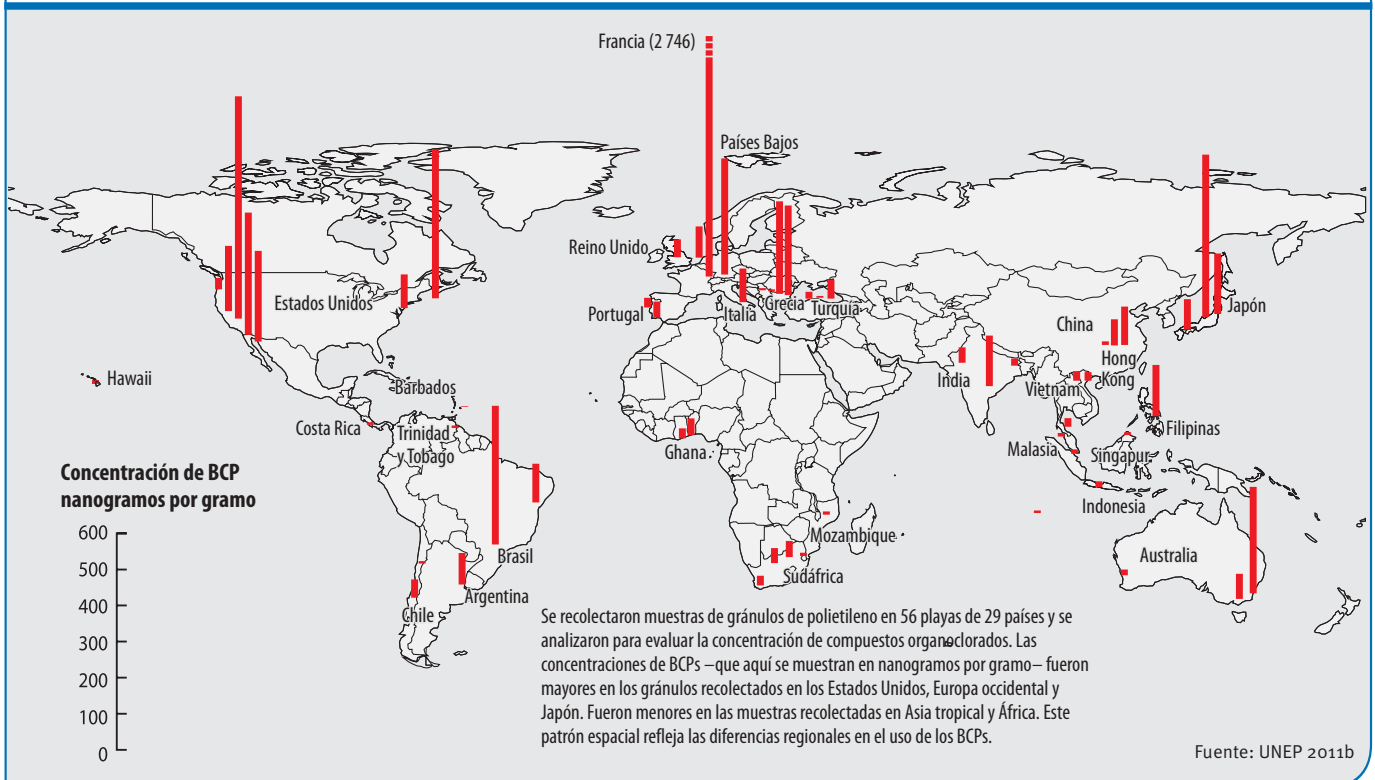 Francia (2 746)
Países Bajos
Reino Unido
Estados Unidos
Portugal
Italia
Grecia
Turquía
China
Japón
Hong
Kong
India
Vietnam
Hawaii
Barbados
Costa Rica
Trinidad
y Tobago
Ghana
Filipinas
Malasia
Singapur
Indonesia
Concentración de BCP
nanogramos por gramo
600
500
400
300
200
100
0
Brasil
Argentina
Chile
Mozambique
Sudáfrica
Australia
Se recolectaron muestras de gránulos de polietileno en 56 playas de 29 países y se
analizaron para evaluar la concentración de compuestos organoclorados. Las
concentraciones de BCPs –que aquí se muestran en nanogramos por gramo– fueron
mayores en los gránulos recolectados en los Estados Unidos, Europa occidental y
Japón. Fueron menores en las muestras recolectadas en Asia tropical y África. Este
patrón espacial refleja las diferencias regionales en el uso de los BCPs.
Fuente: UNEP 2011b